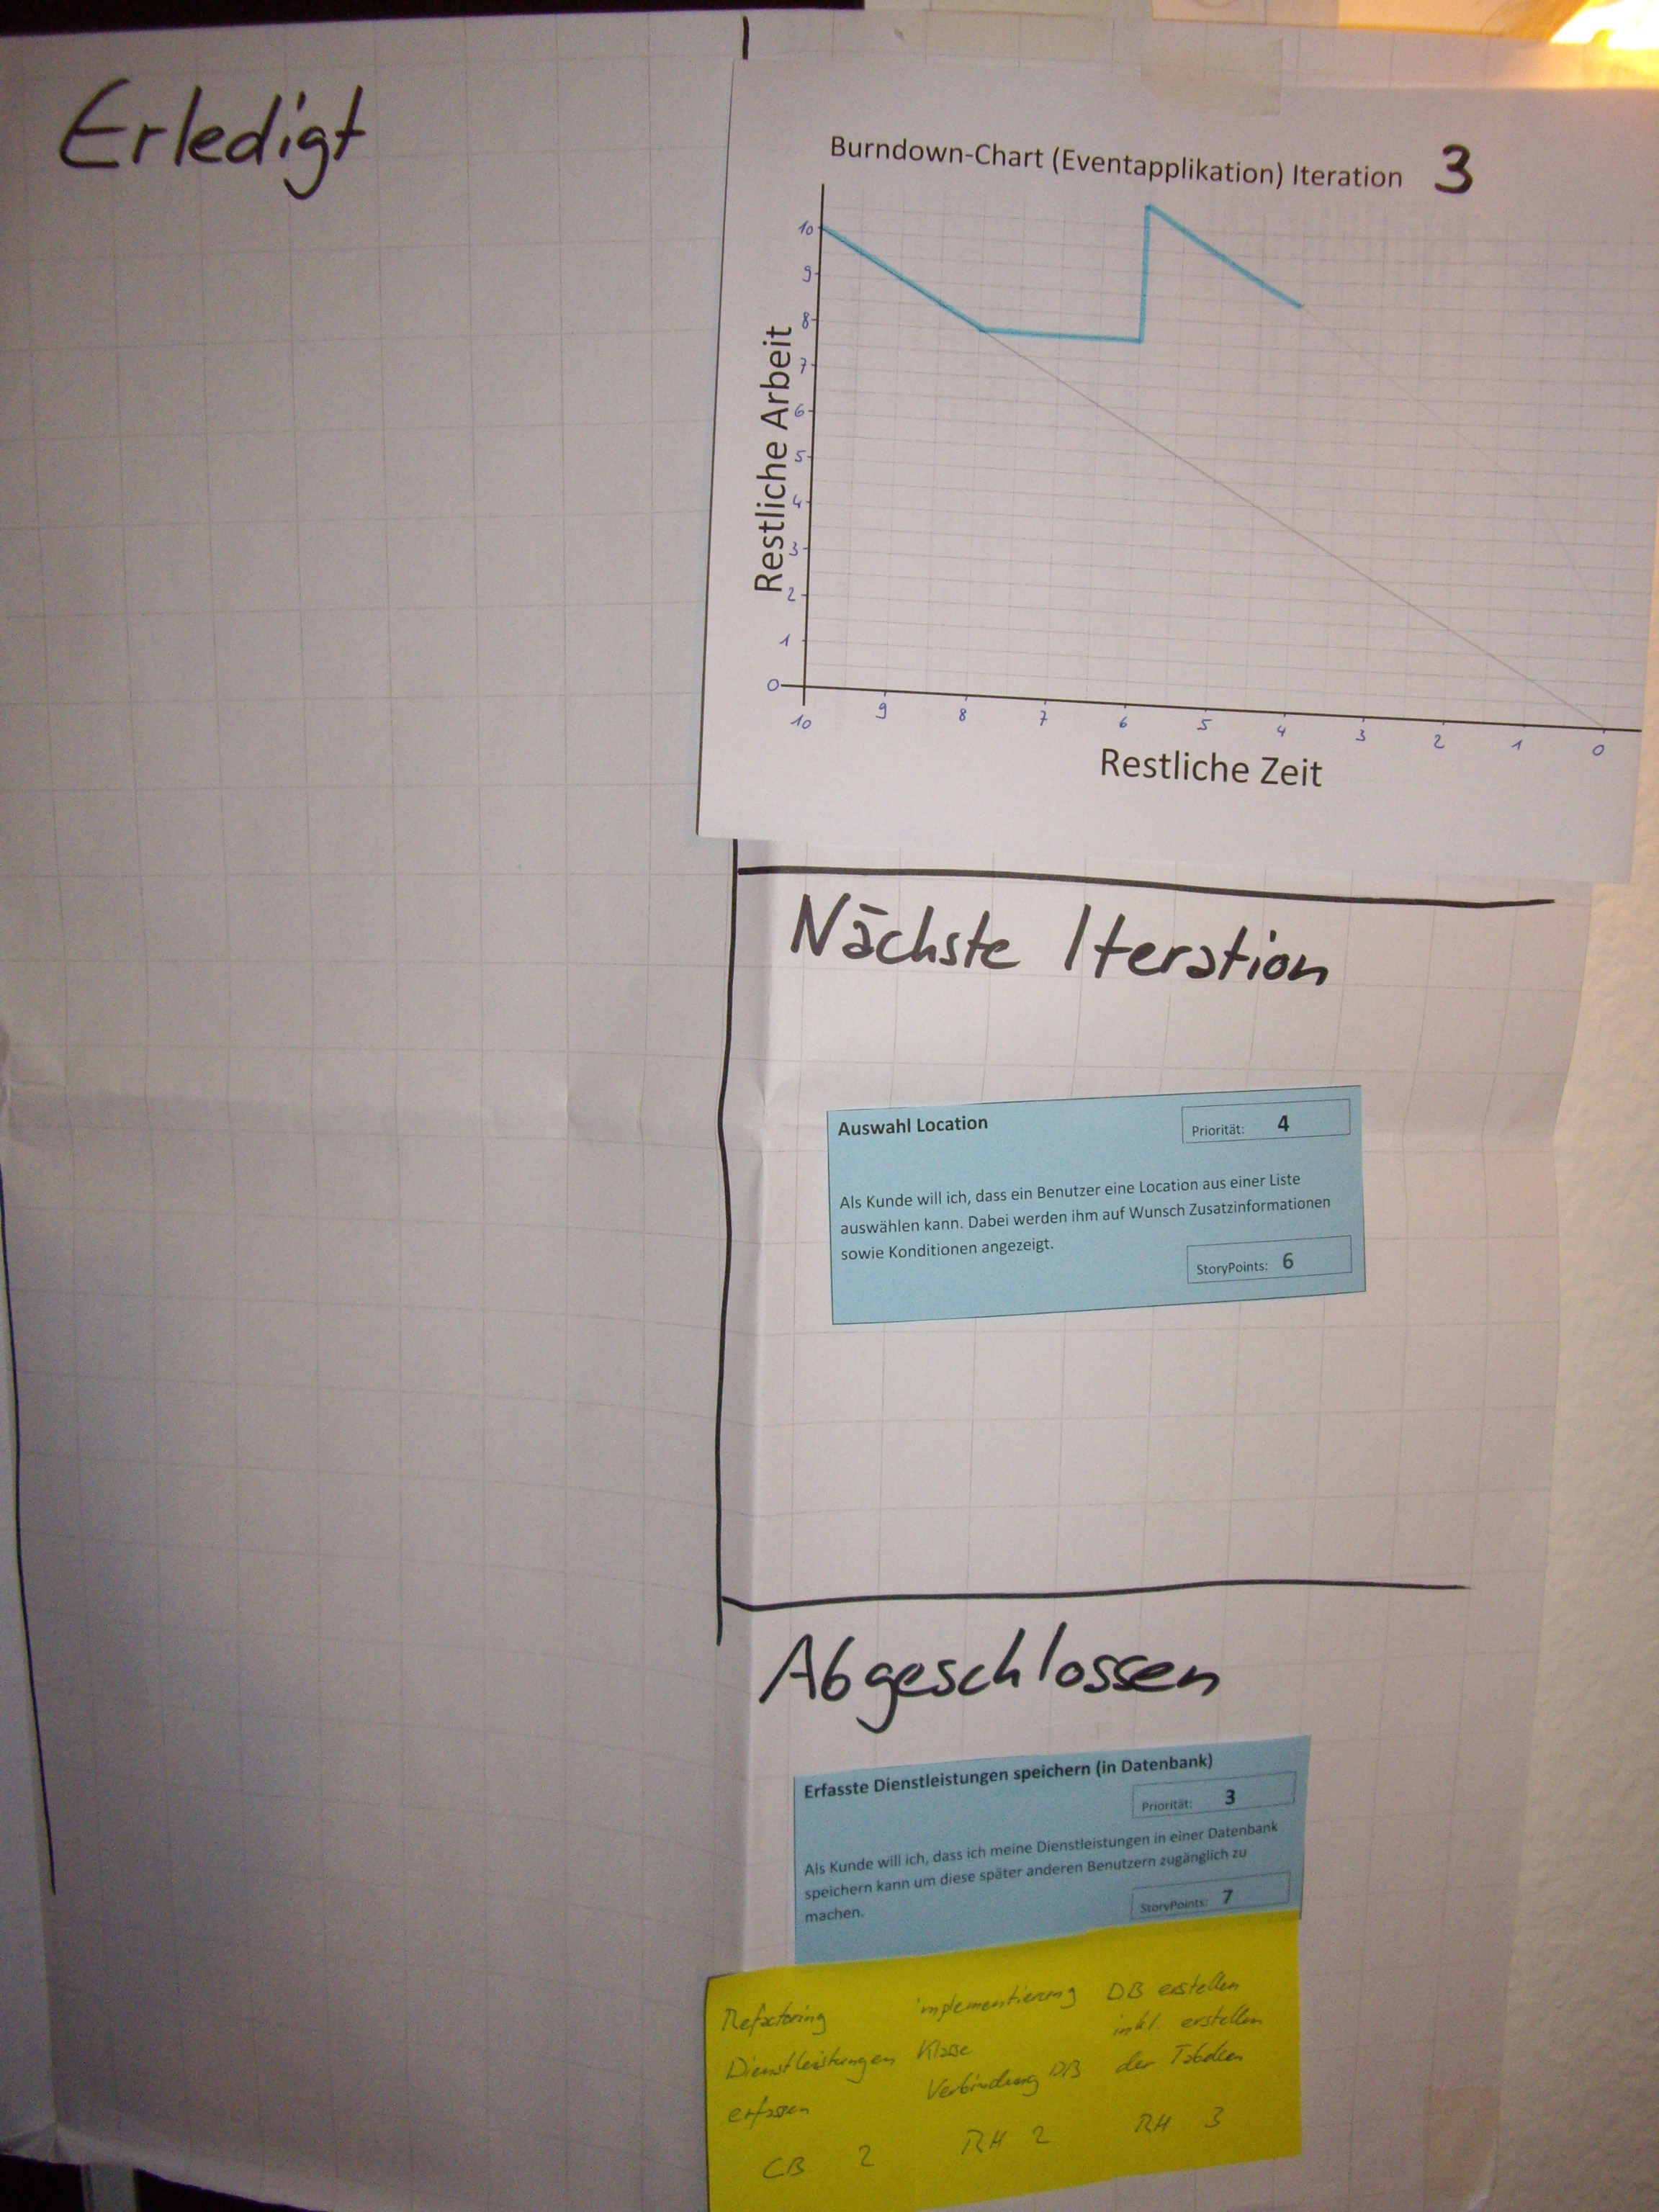 Erledigt
Burndown-Chart (Eventapplikation) Iteration 3
Restliche Arbeit
10
9
8
7
6
5
4
3
2
1
0
10 9 8 7 6 5 4 3 2 1 0
Restliche Zeit
Nächste Iteration
Auswahl Location
Priorität: 4
Als Kunde will ich, dass ein Benutzer eine Location aus einer Liste
auswählen kann. Dabei werden ihm auf Wunsch Zusatzinformationen
sowie Konditionen angezeigt.
StoryPoints: 6
Abgeschlossen
Erfasste Dienstleistungen speichern (in Datenbank)
Priorität: 3
Als Kunde will ich, dass ich meine Dienstleistungen in einer Datenbank
speichern kann um diese später anderen Benutzern zugänglich zu
machen.
StoryPoints: 7
Refactoring
Dienstleistungen
erfassen
CB 2
implementierung
Klasse
Verbindung DB
RH 2
DB erstellen
inkl. erstellen
der Tabellen
RH 3